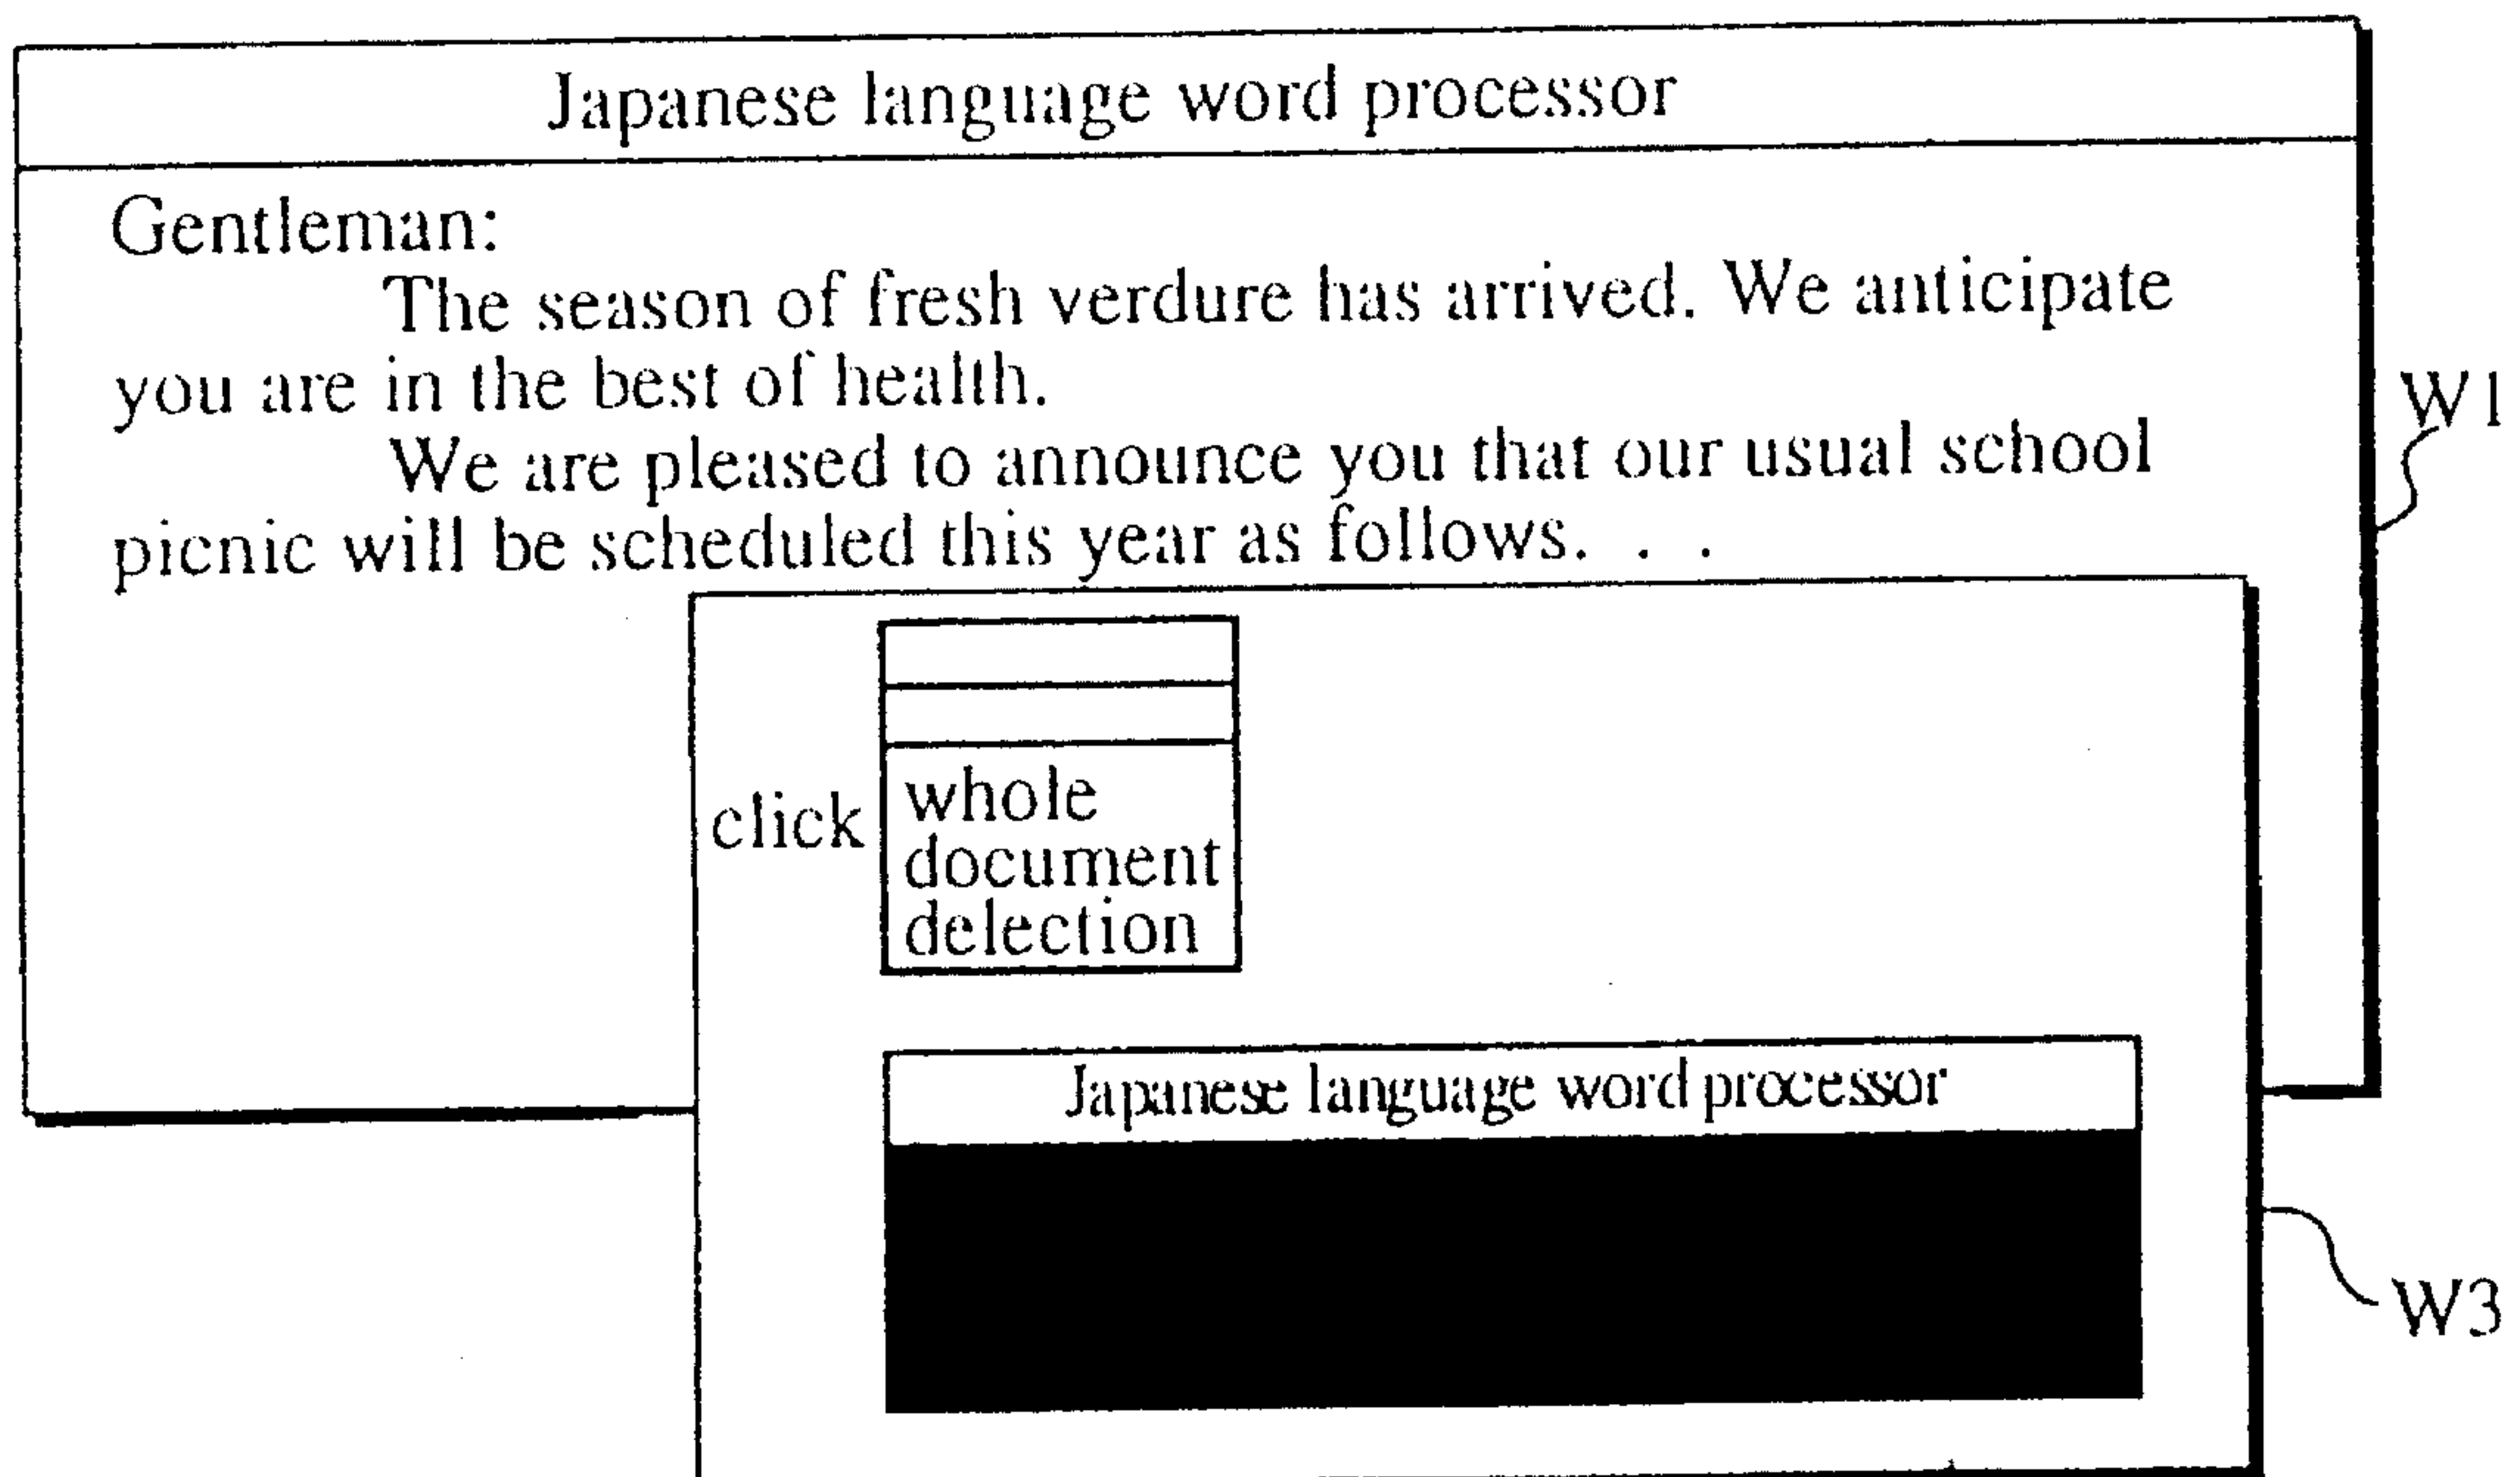 Japanese language word processor
Gentleman:
The season of fresh verdure has arrived. We anticipate
you are in the best of health.
We are pleased to announce you that our usual school
picnic will be scheduled this year as follows. . .
W1
click
whole
document
delection
Japanese language word processor
W3